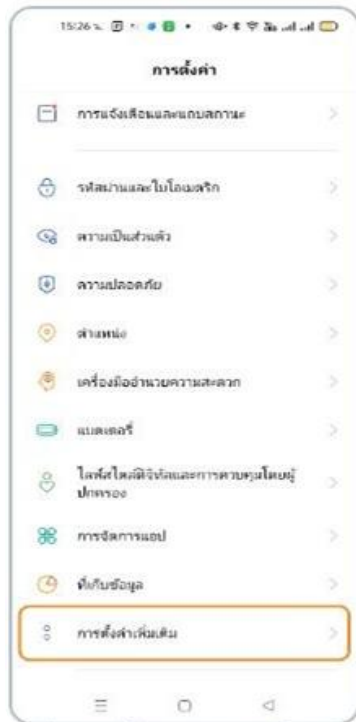 15:26
การตั้งค่า
การแจ้งเตือนและแถบสถานะ
รหัสผ่านและไบโอเมตริก
ความเป็นส่วนตัว
ความปลอดภัย
ตำแหน่ง
เครื่องมืออำนวยความสะดวก
แบตเตอรี่
ไลฟ์สไตล์ดิจิทัลและการควบคุมโดยผู้
ปกครอง
การจัดการแอป
ที่เก็บข้อมูล
การตั้งค่าเพิ่มเติม